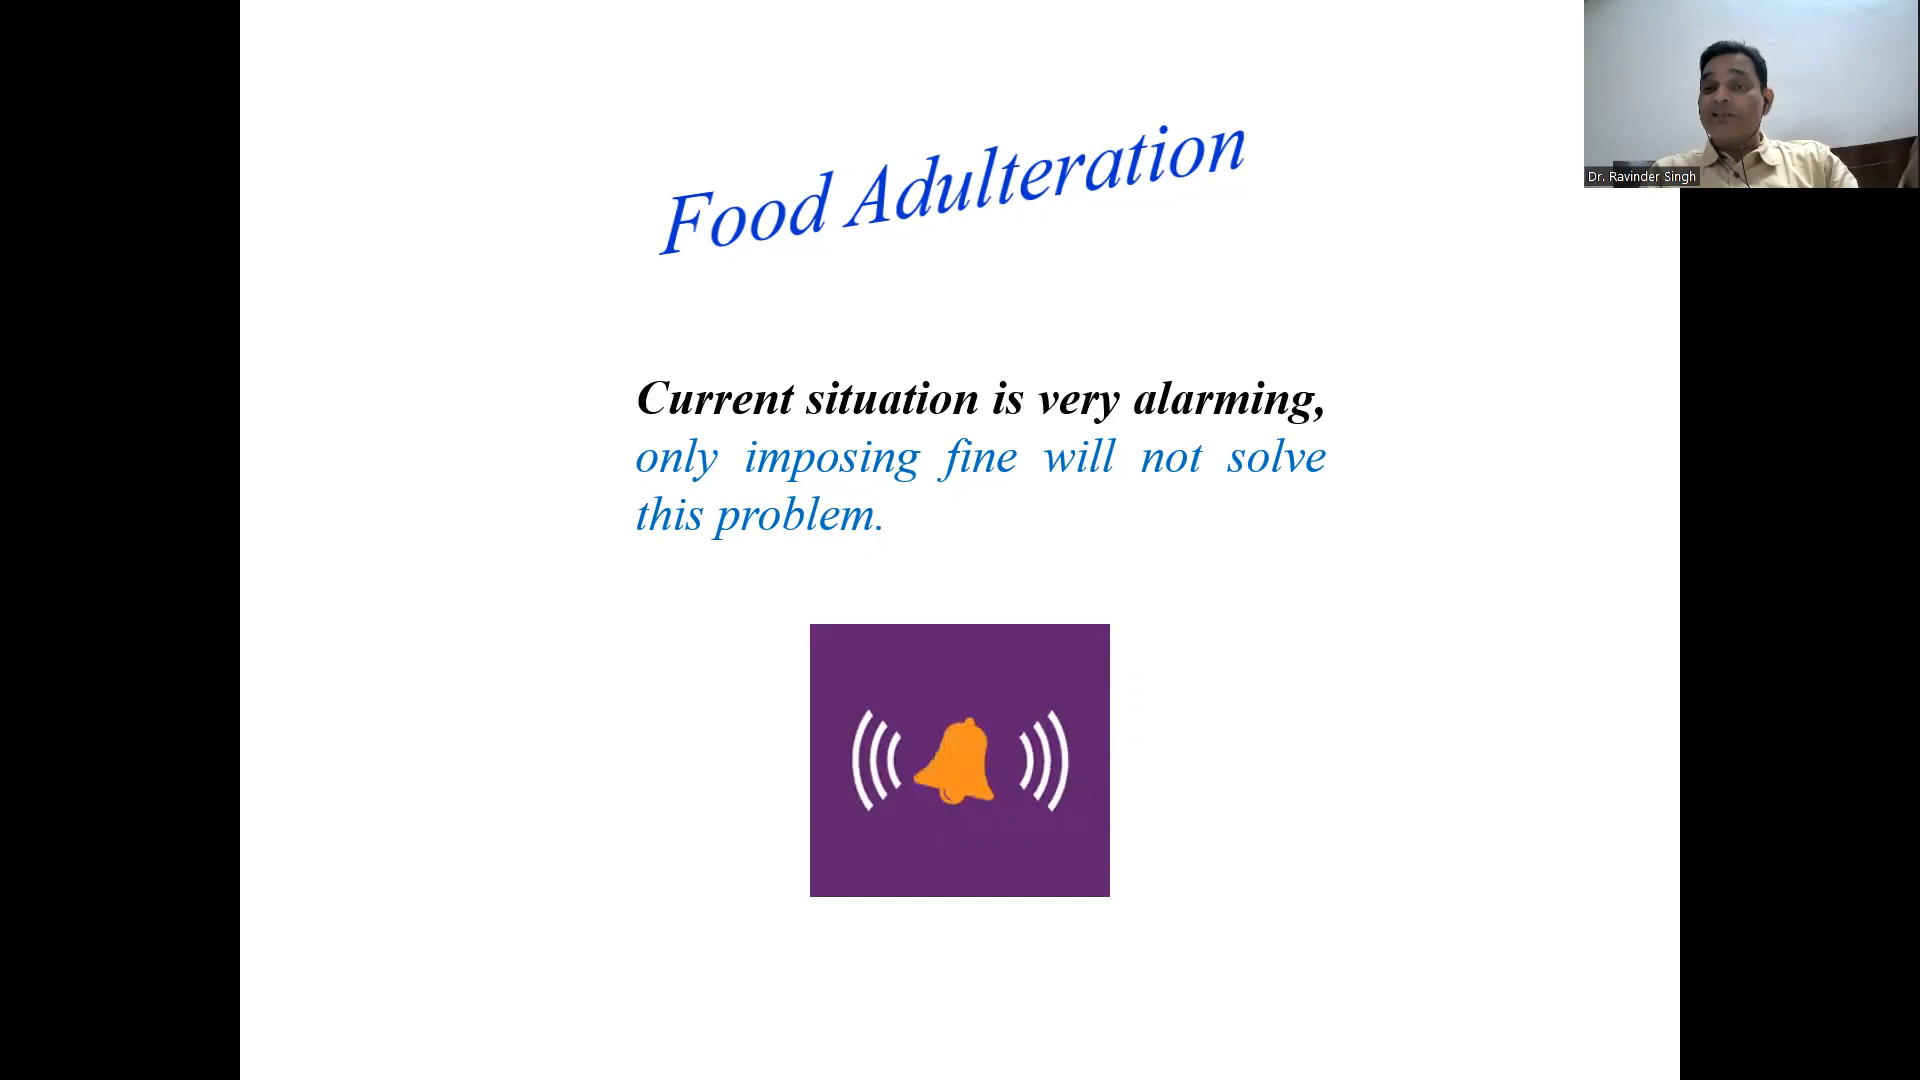 Food Adulteration
Dr. Ravinder Singh
Current situation is very alarming,
only imposing fine will not solve
this problem.